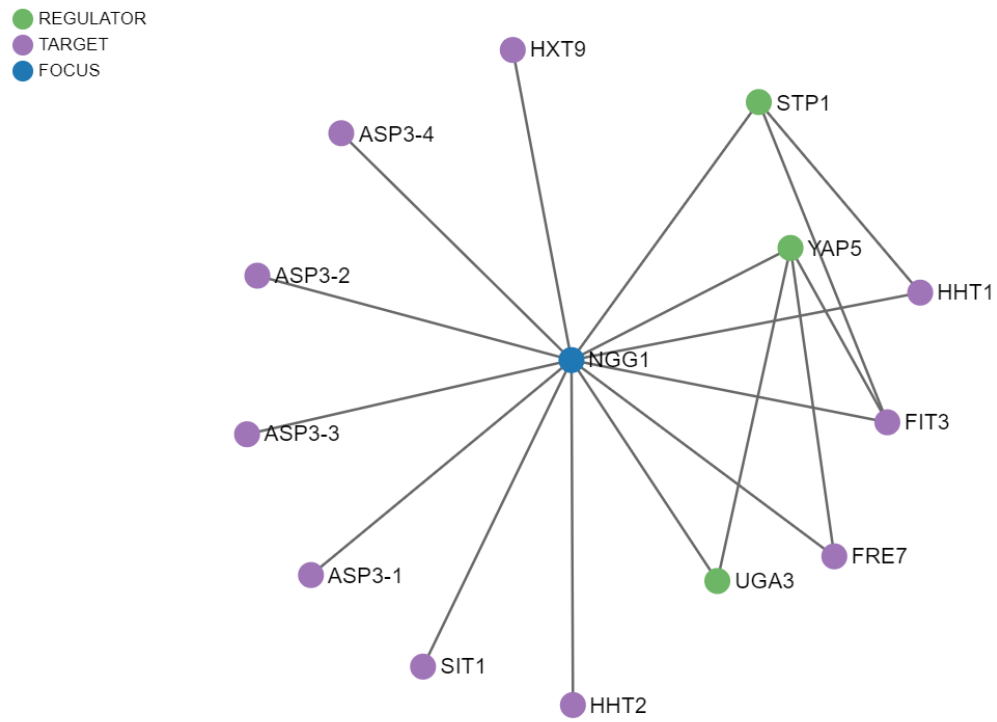 REGULATOR
TARGET
FOCUS
HXT9
STP1
ASP3-4
YAP5
ASP3-2
HHT1
NGG1
FIT3
ASP3-3
FRE7
ASP3-1
UGA3
SIT1
HHT2